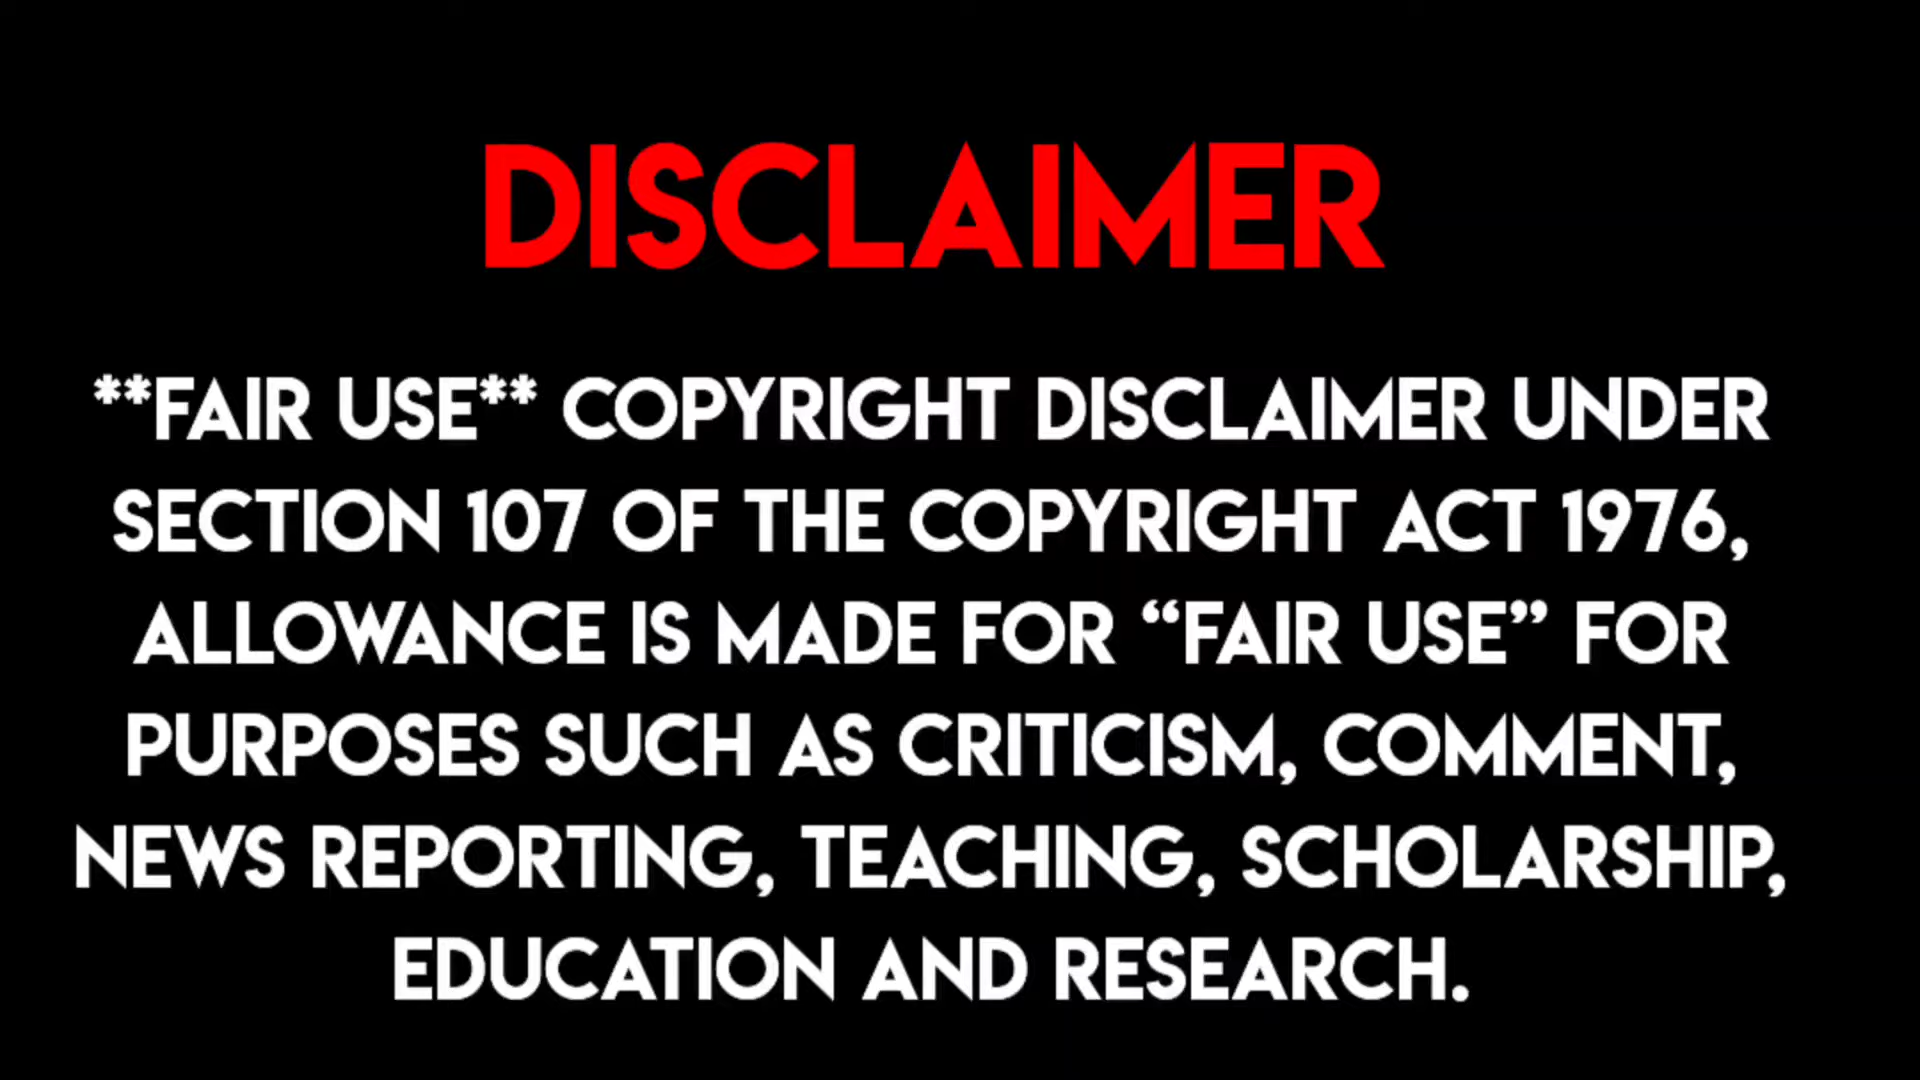 DISCLAIMER
**FAIR USE** COPYRIGHT DISCLAIMER UNDER
SECTION 107 OF THE COPYRIGHT ACT 1976,
ALLOWANCE IS MADE FOR “FAIR USE” FOR
PURPOSES SUCH AS CRITICISM, COMMENT,
NEWS REPORTING, TEACHING, SCHOLARSHIP,
EDUCATION AND RESEARCH.